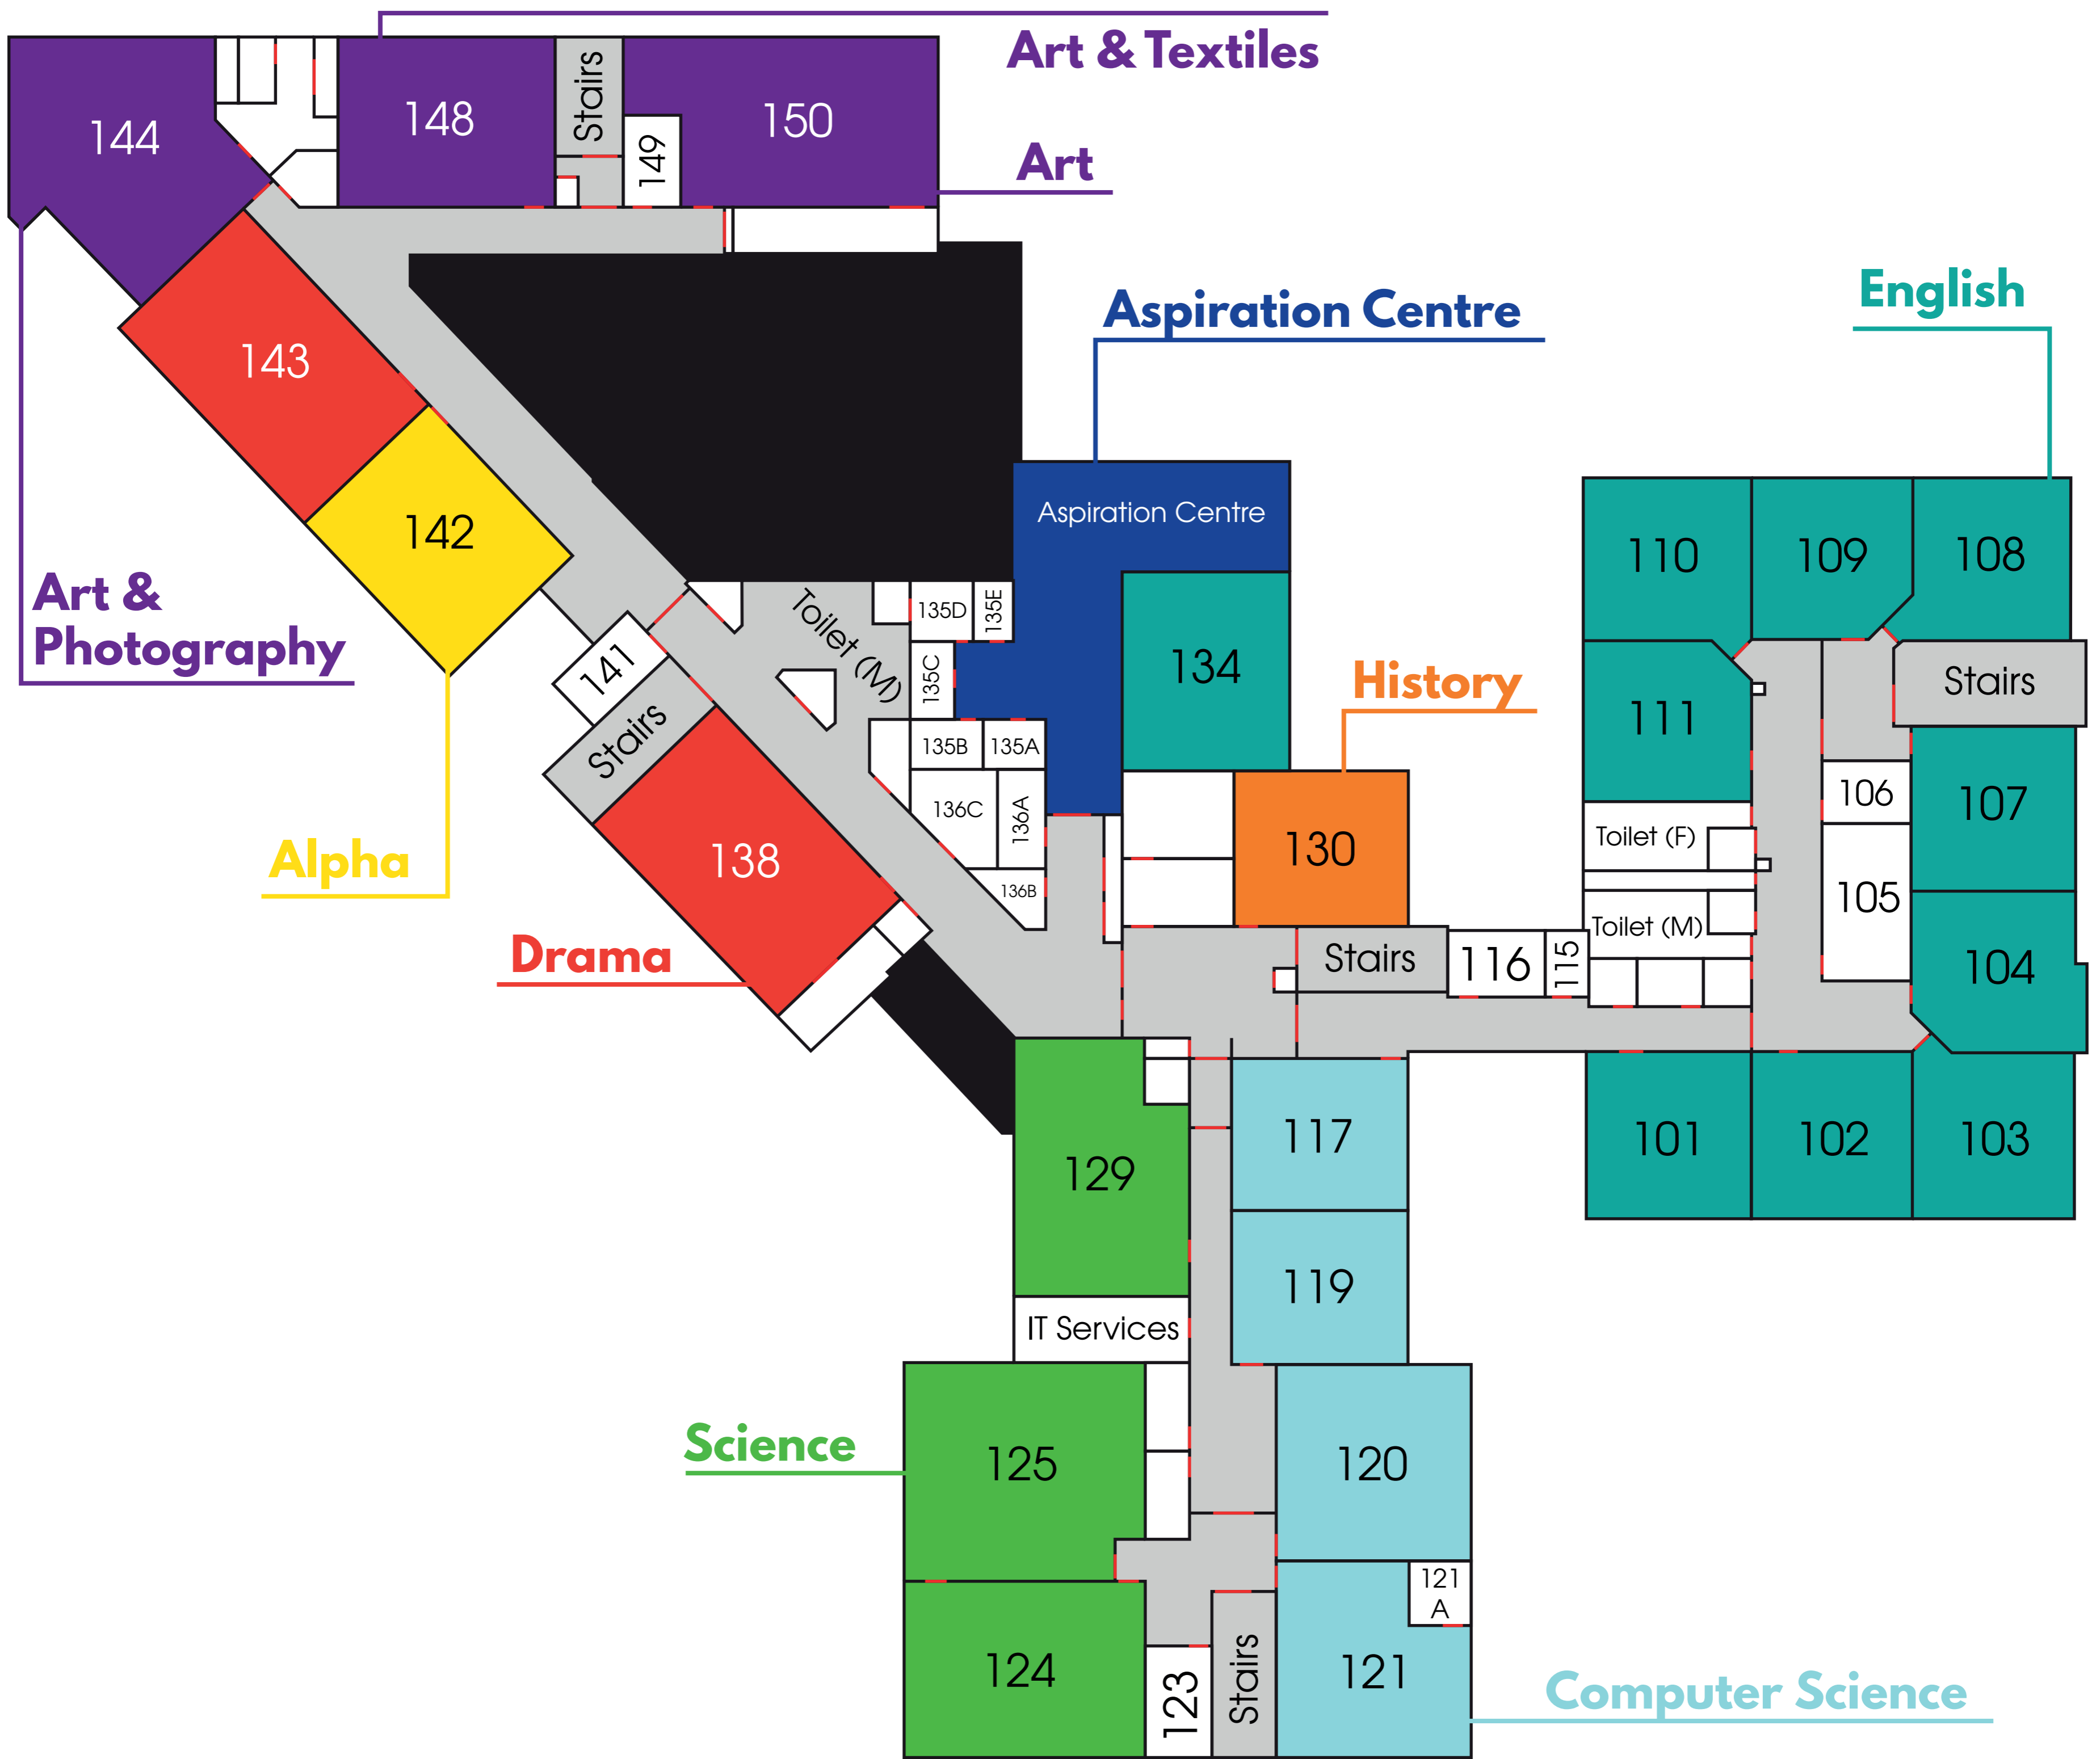 Art & Textiles
144
148
Stairs
149
150
Art
143
142
Aspiration Centre
English
Aspiration Centre
110
109
108
Art &
Photography
141
Stairs
Toilet (M)
135D
135E
135C
134
History
111
Stairs
135B
135A
136C
136A
136B
130
106
107
Toilet (F)
105
Toilet (M)
104
Alpha
138
Drama
Stairs
116
115
129
117
101
102
103
119
IT Services
Science
125
120
121
A
124
123
Stairs
121
Computer Science